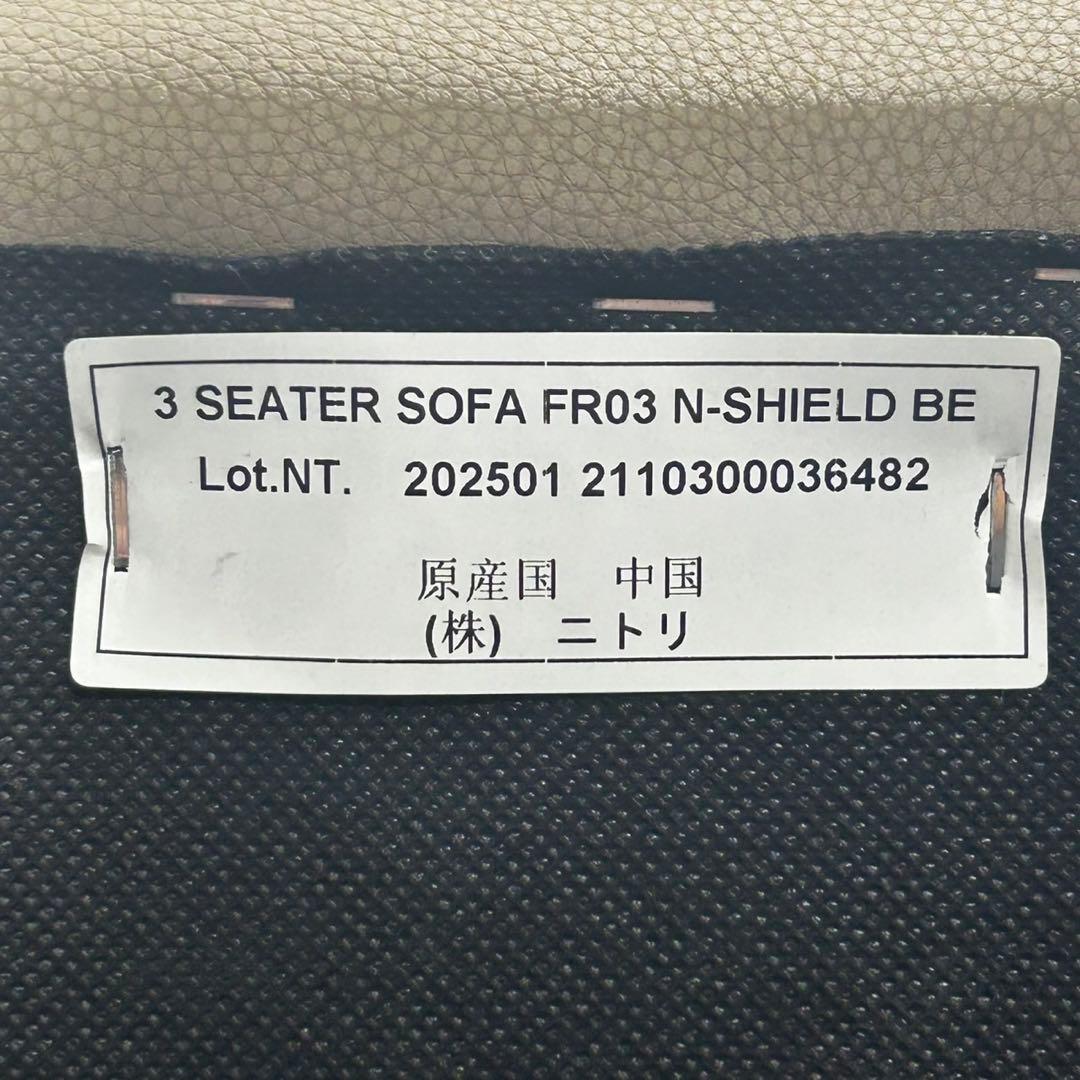 3 SEATER SOFA FR03 N-SHIELD BE
Lot.NT. 202501 2110300036482
原産国 中国
(株) ニトリ